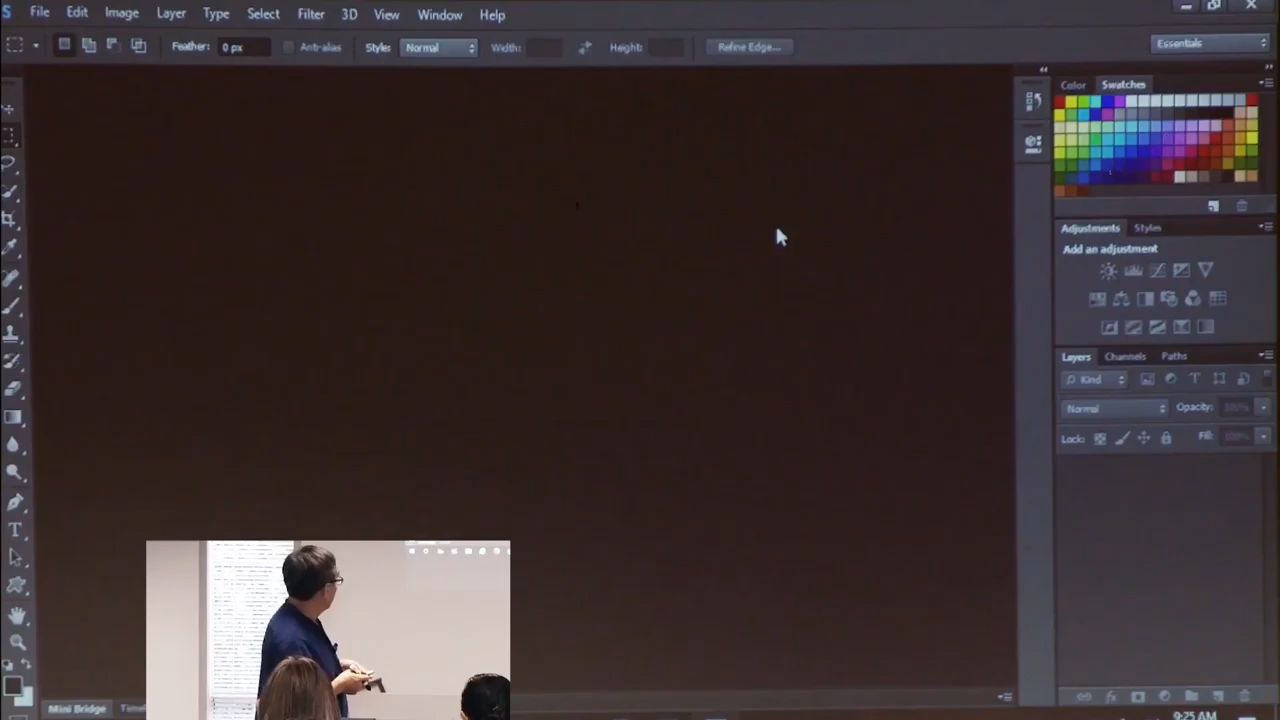 File Edit Image Layer Type Select Filter 3D View Window Help
Feather: 0 px Anti-alias Style: Normal Width: Height: Refine Edge... Essentials
Color Swatches
Adjustments Styles
Add an adjustment
Layers Channels Paths
Kind
Normal Opacity: 100%
Lock: Fill: 100%
Mini Bridge
9:25 AM